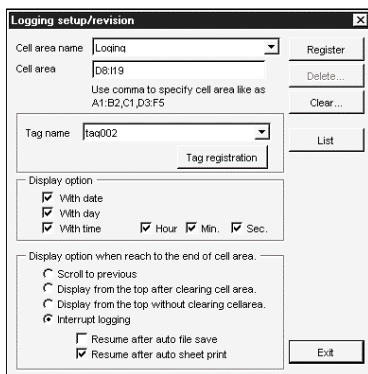 Logging setup/revision
Cell area name Loging Register
Cell area D8:I19 Delete...
Use comma to specify cell area like as
A1:B2,C1,D3:F5
Clear...
Tag name tag002 List
Tag registration
Display option
With date
With day
With time Hour Min. Sec.
Display option when reach to the end of cell area.
Scroll to previous
Display from the top after clearing cell area.
Display from the top without clearing cellarea.
Interrupt logging
Resume after auto file save
Resume after auto sheet print Exit